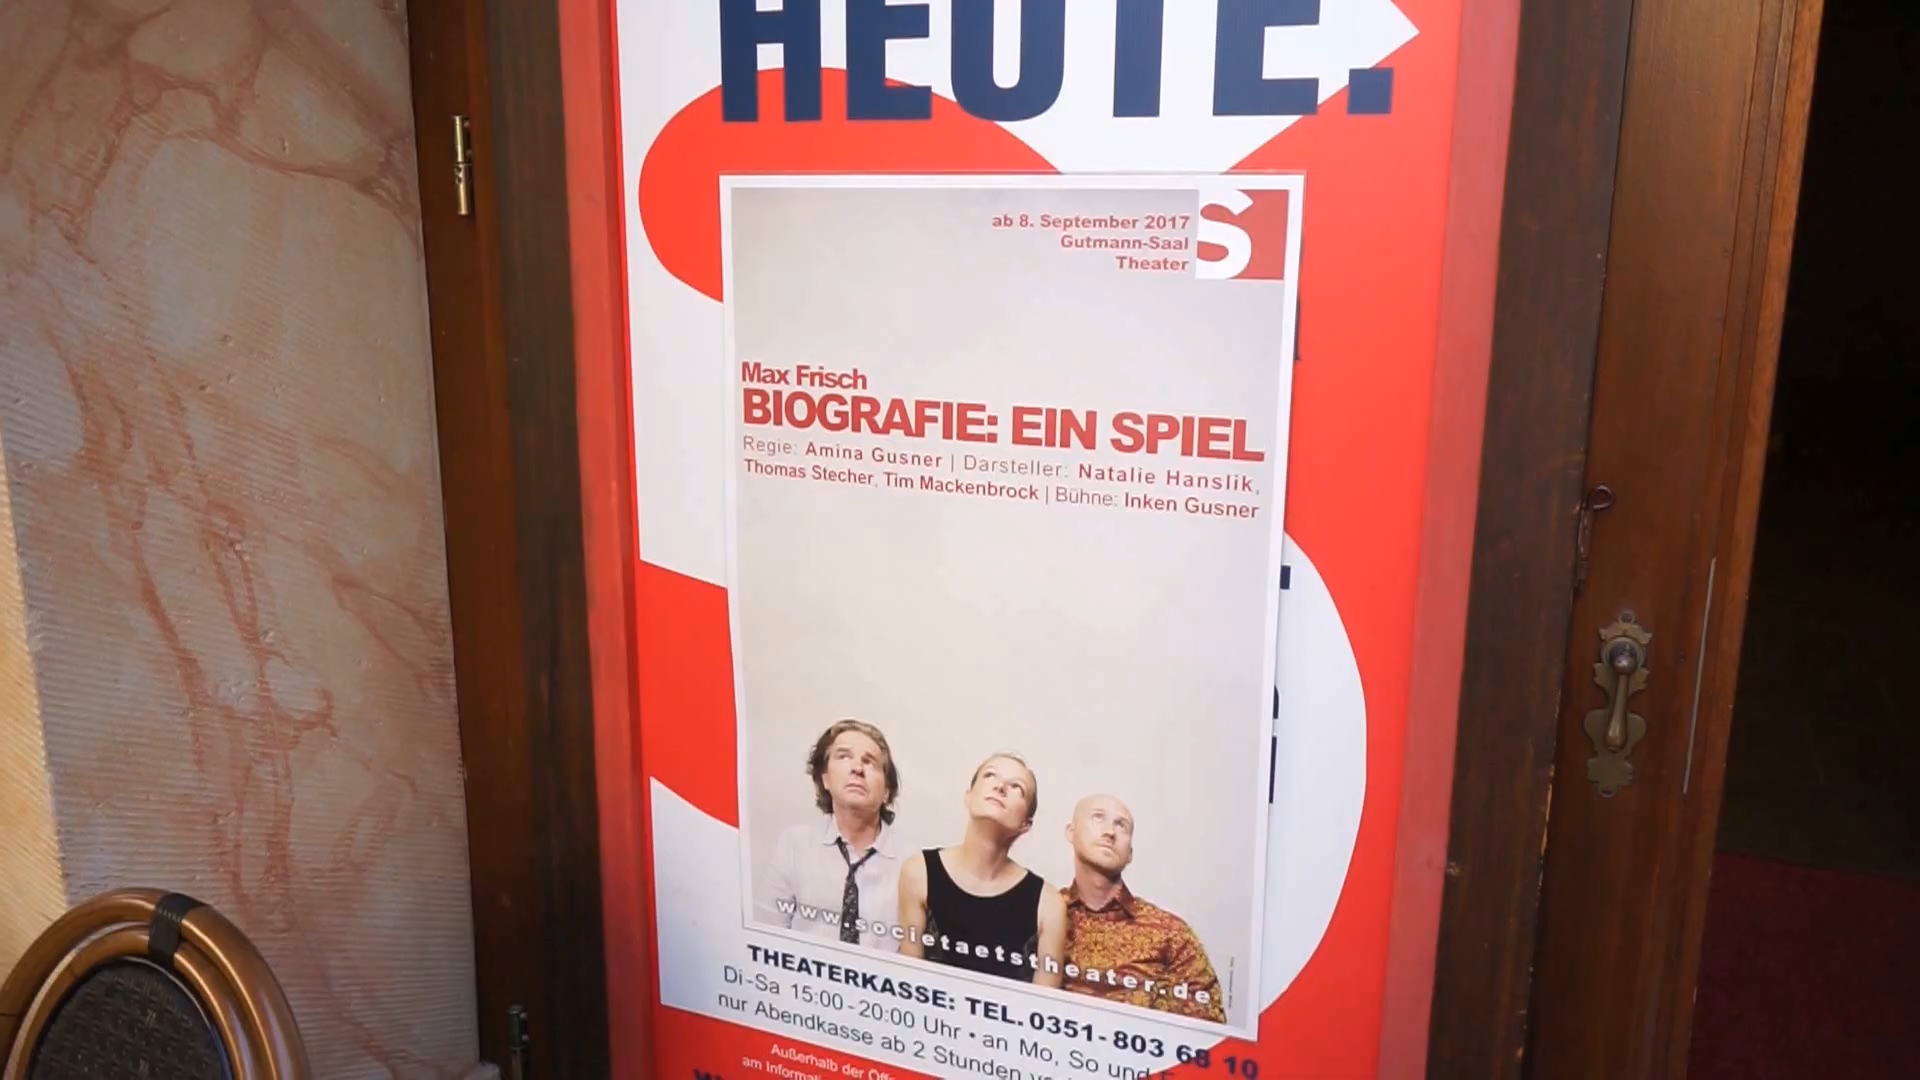 HEUTE.
ab 8. September 2017
Gutmann-Saal
Theater
S
Max Frisch
BIOGRAFIE: EIN SPIEL
Regie: Amina Gusner | Darsteller: Natalie Hanslik,
Thomas Stecher, Tim Mackenbrock | Bühne: Inken Gusner
www.societaetstheater.de
THEATERKASSE: TEL. 0351-803 68 10
Di-Sa 15:00-20:00 Uhr • an Mo, So und
nur Abendkasse ab 2 Stunden
Außerhalb der
am